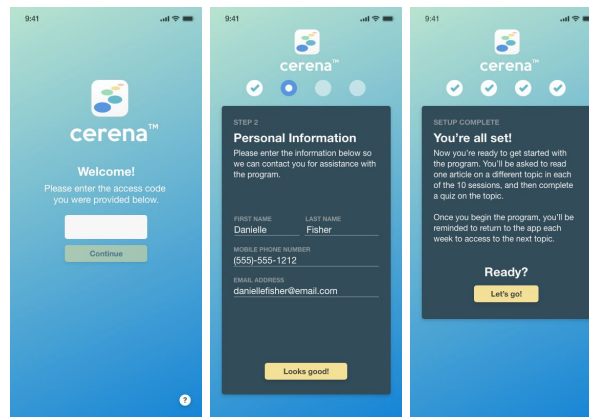 9:41
cerena™
Welcome!
Please enter the access code
you were provided below.
Continue
?
9:41
cerena™
STEP 2
Personal Information
Please enter the information below so
we can contact you for assistance with
the program.
FIRST NAME LAST NAME
Danielle Fisher
MOBILE PHONE NUMBER
(555)-555-1212
EMAIL ADDRESS
daniellefisher@email.com
Looks good!
9:41
cerena™
SETUP COMPLETE
You're all set!
Now you're ready to get started with
the program. You'll be asked to read
one article on a different topic in each
of the 10 sessions, and then complete
a quiz on the topic.
Once you begin the program, you'll be
reminded to return to the app each
week to access to the next topic.
Ready?
Let's go!